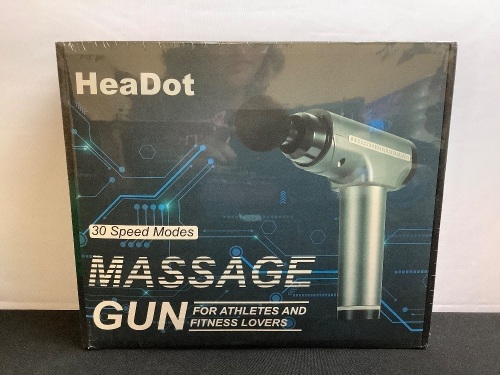 HeaDot
30 Speed Modes
MASSAGE
GUN FOR ATHLETES AND
FITNESS LOVERS